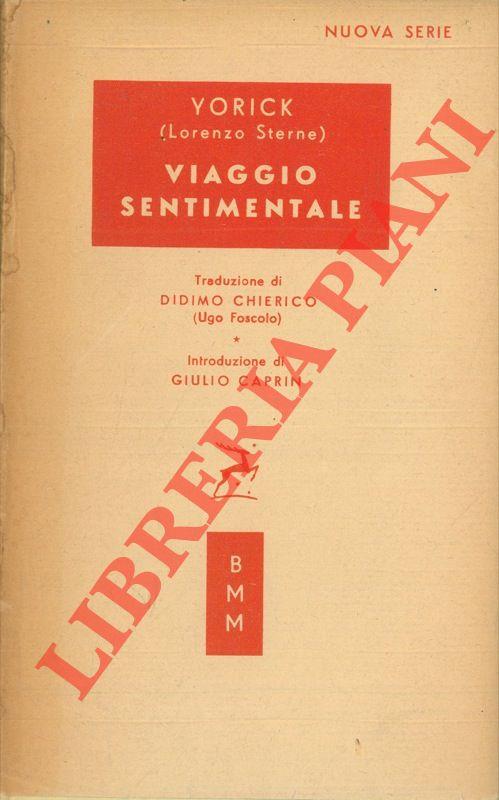 NUOVA SERIE
YORICK
(Lorenzo Sterne)
VIAGGIO
SENTIMENTALE
Traduzione di
DIDIMO CHIERICO
(Ugo Foscolo)
*
Introduzione di
GIULIO CAPRIN
B
M
M
LIBRERIA PIANI